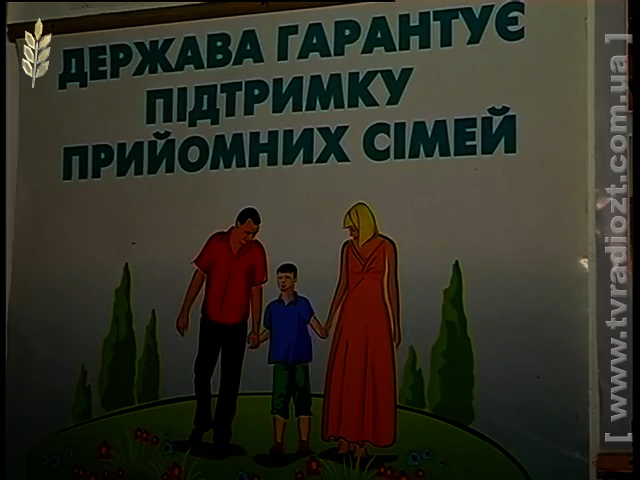 ДЕРЖАВА ГАРАНТУЄ
ПІДТРИМКУ
ПРИЙОМНИХ СІМЕЙ
[ www.tvradiozt.com.ua ]